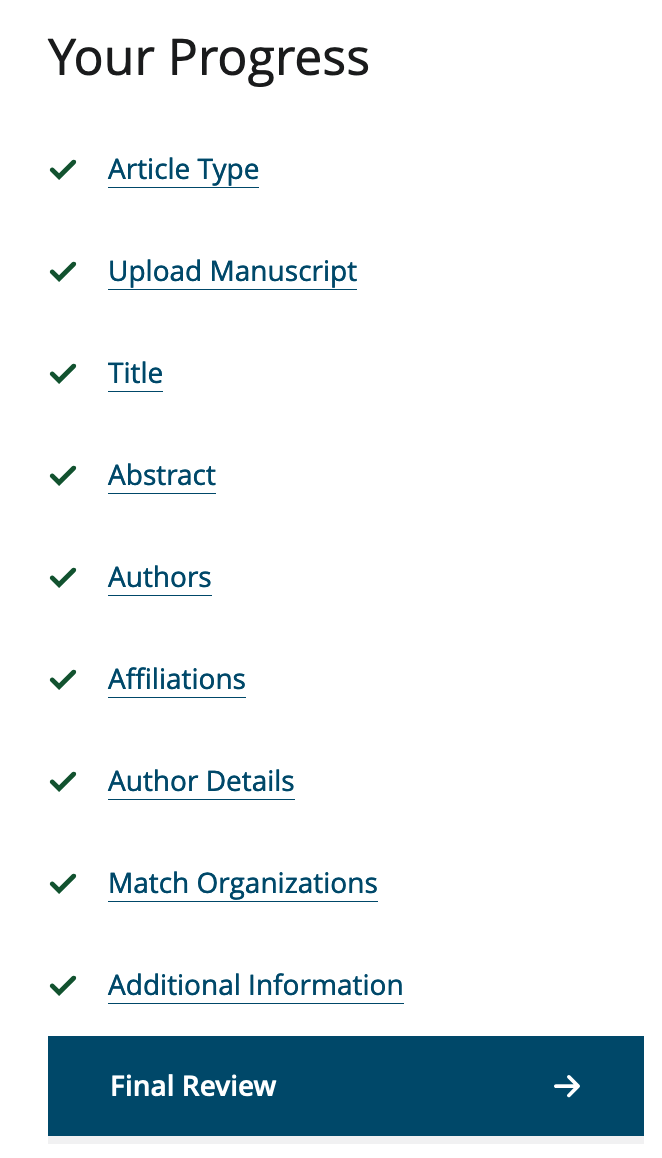 Your Progress
Article Type
Upload Manuscript
Title
Abstract
Authors
Affiliations
Author Details
Match Organizations
Additional Information
Final Review